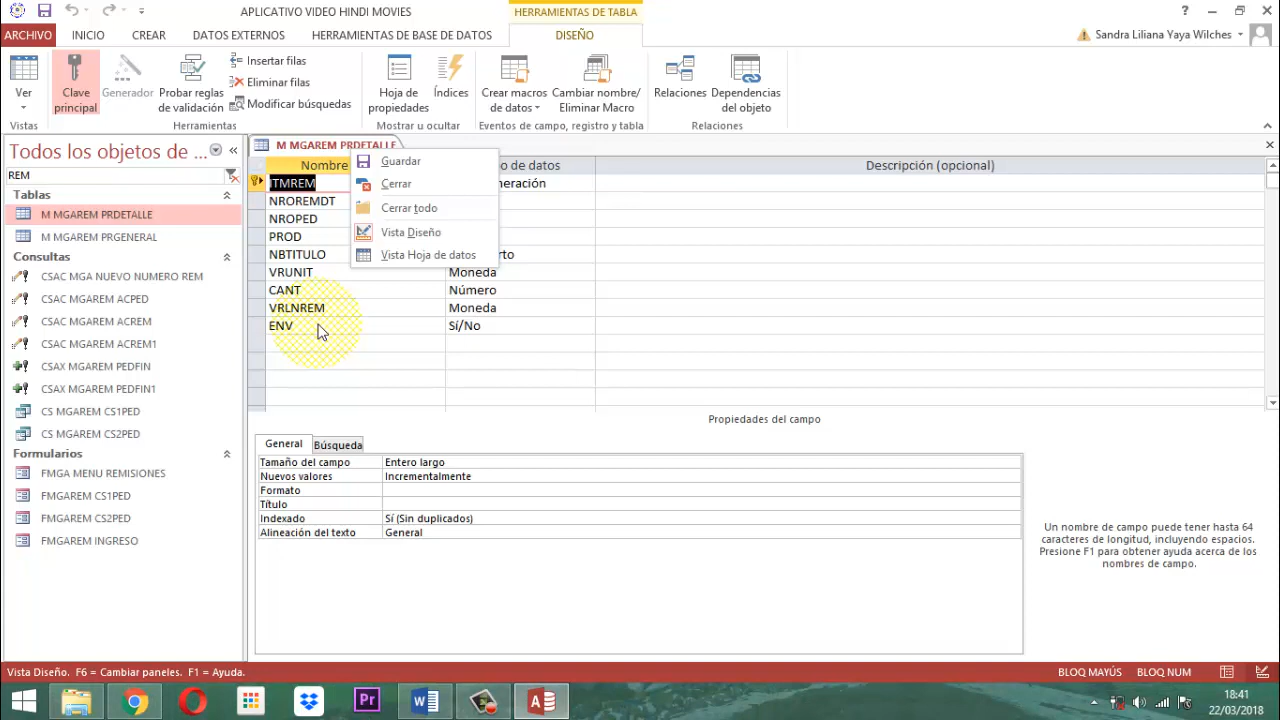 APLICATIVO VIDEO HINDI MOVIES
HERRAMIENTAS DE TABLA
?
ARCHIVO
INICIO
CREAR
DATOS EXTERNOS
HERRAMIENTAS DE BASE DE DATOS
DISEÑO
Sandra Liliana Yaya Wilches
Ver
Clave principal
Generador
Probar reglas de validación
Insertar filas
Eliminar filas
Modificar búsquedas
Hoja de propiedades
Índices
Crear macros de datos
Cambiar nombre/ Eliminar Macro
Relaciones
Dependencias del objeto
Vistas
Herramientas
Mostrar u ocultar
Eventos de campo, registro y tabla
Relaciones
Todos los objetos de ...
REM
Tablas
M MGAREM PRDETALLE
M MGAREM PRGENERAL
Consultas
CSAC MGA NUEVO NUMERO REM
CSAC MGAREM ACPED
CSAC MGAREM ACREM
CSAC MGAREM ACREM1
CSAX MGAREM PEDFIN
CSAX MGAREM PEDFIN1
CS MGAREM CS1PED
CS MGAREM CS2PED
Formularios
FMGA MENU REMISIONES
FMGAREM CS1PED
FMGAREM CS2PED
FMGAREM INGRESO
M MGAREM PRDETALLE
Nombre
o de datos
Descripción (opcional)
ITMREM
neración
NROREMDT
NROPED
PROD
NBTITULO
rto
VRUNIT
Moneda
CANT
Número
VRLNREM
Moneda
ENV
Sí/No
Guardar
Cerrar
Cerrar todo
Vista Diseño
Vista Hoja de datos
Propiedades del campo
General
Búsqueda
Tamaño del campo
Entero largo
Nuevos valores
Incrementalmente
Formato
Título
Indexado
Sí (Sin duplicados)
Alineación del texto
General
Un nombre de campo puede tener hasta 64
caracteres de longitud, incluyendo espacios.
Presione F1 para obtener ayuda acerca de los
nombres de campo.
Vista Diseño. F6 = Cambiar paneles. F1 = Ayuda.
BLOQ MAYÚS
BLOQ NUM
Pr
18:41
22/03/2018